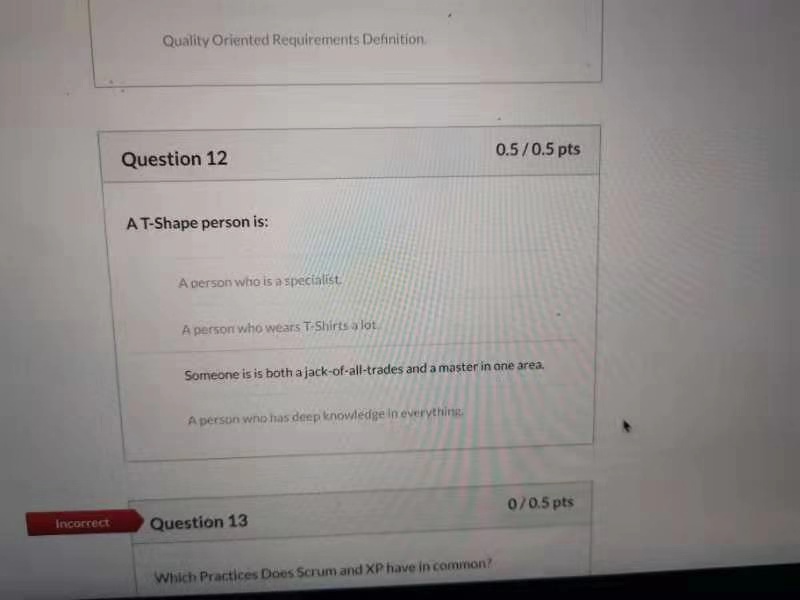 Quality Oriented Requirements Definition.
Question 12
0.5 / 0.5 pts
A T-Shape person is:
A person who is a specialist.
A person who wears T-Shirts a lot.
Someone is is both a jack-of-all-trades and a master in one area.
A person who has deep knowledge in everything.
Incorrect
Question 13
0 / 0.5 pts
Which Practices Does Scrum and XP have in common?